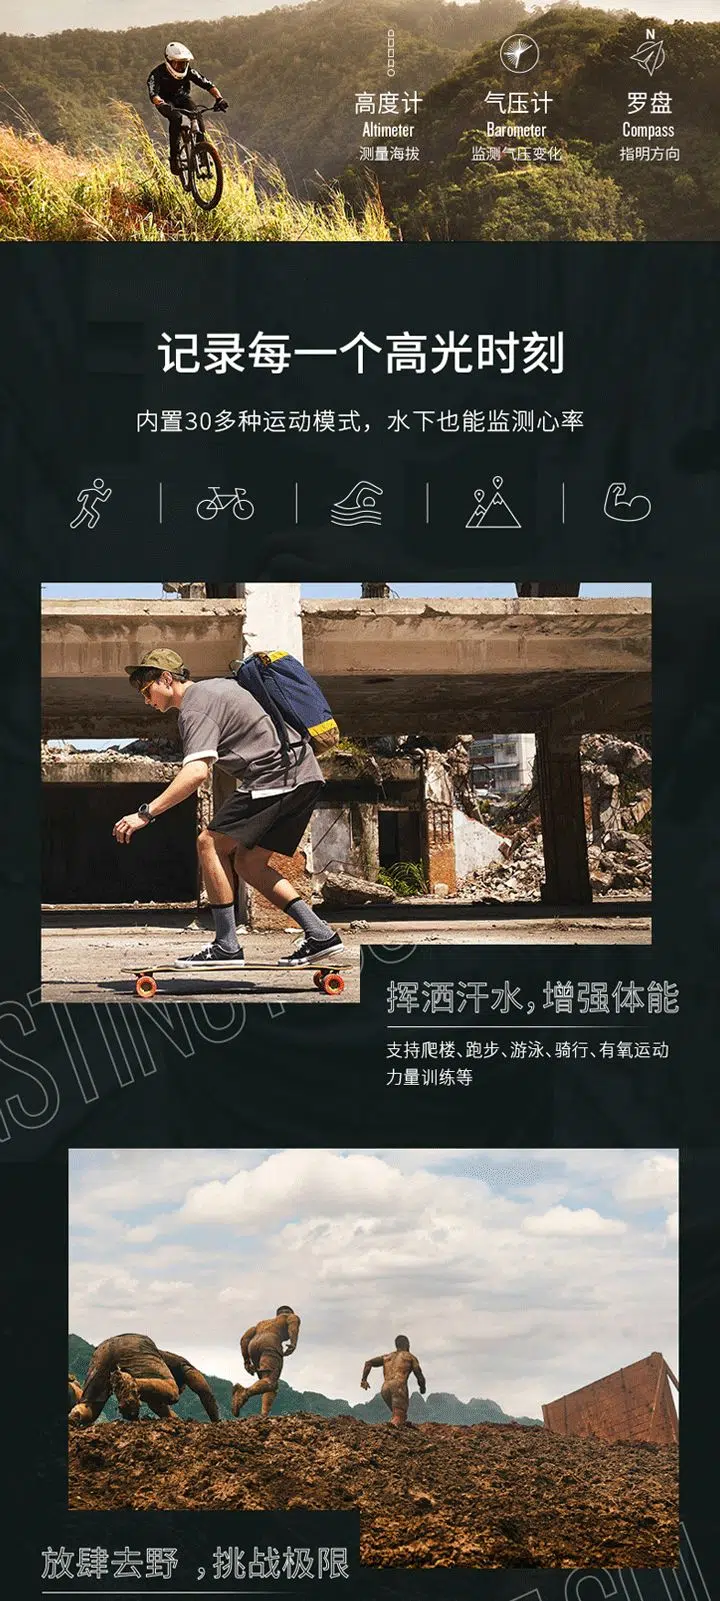 N
高度计
Altimeter
测量海拔
气压计
Barometer
监测气压变化
罗盘
Compass
指明方向
记录每一个高光时刻
内置30多种运动模式，水下也能监测心率
挥洒汗水，增强体能
支持爬楼、跑步、游泳、骑行、有氧运动
力量训练等
放肆去野 ，挑战极限